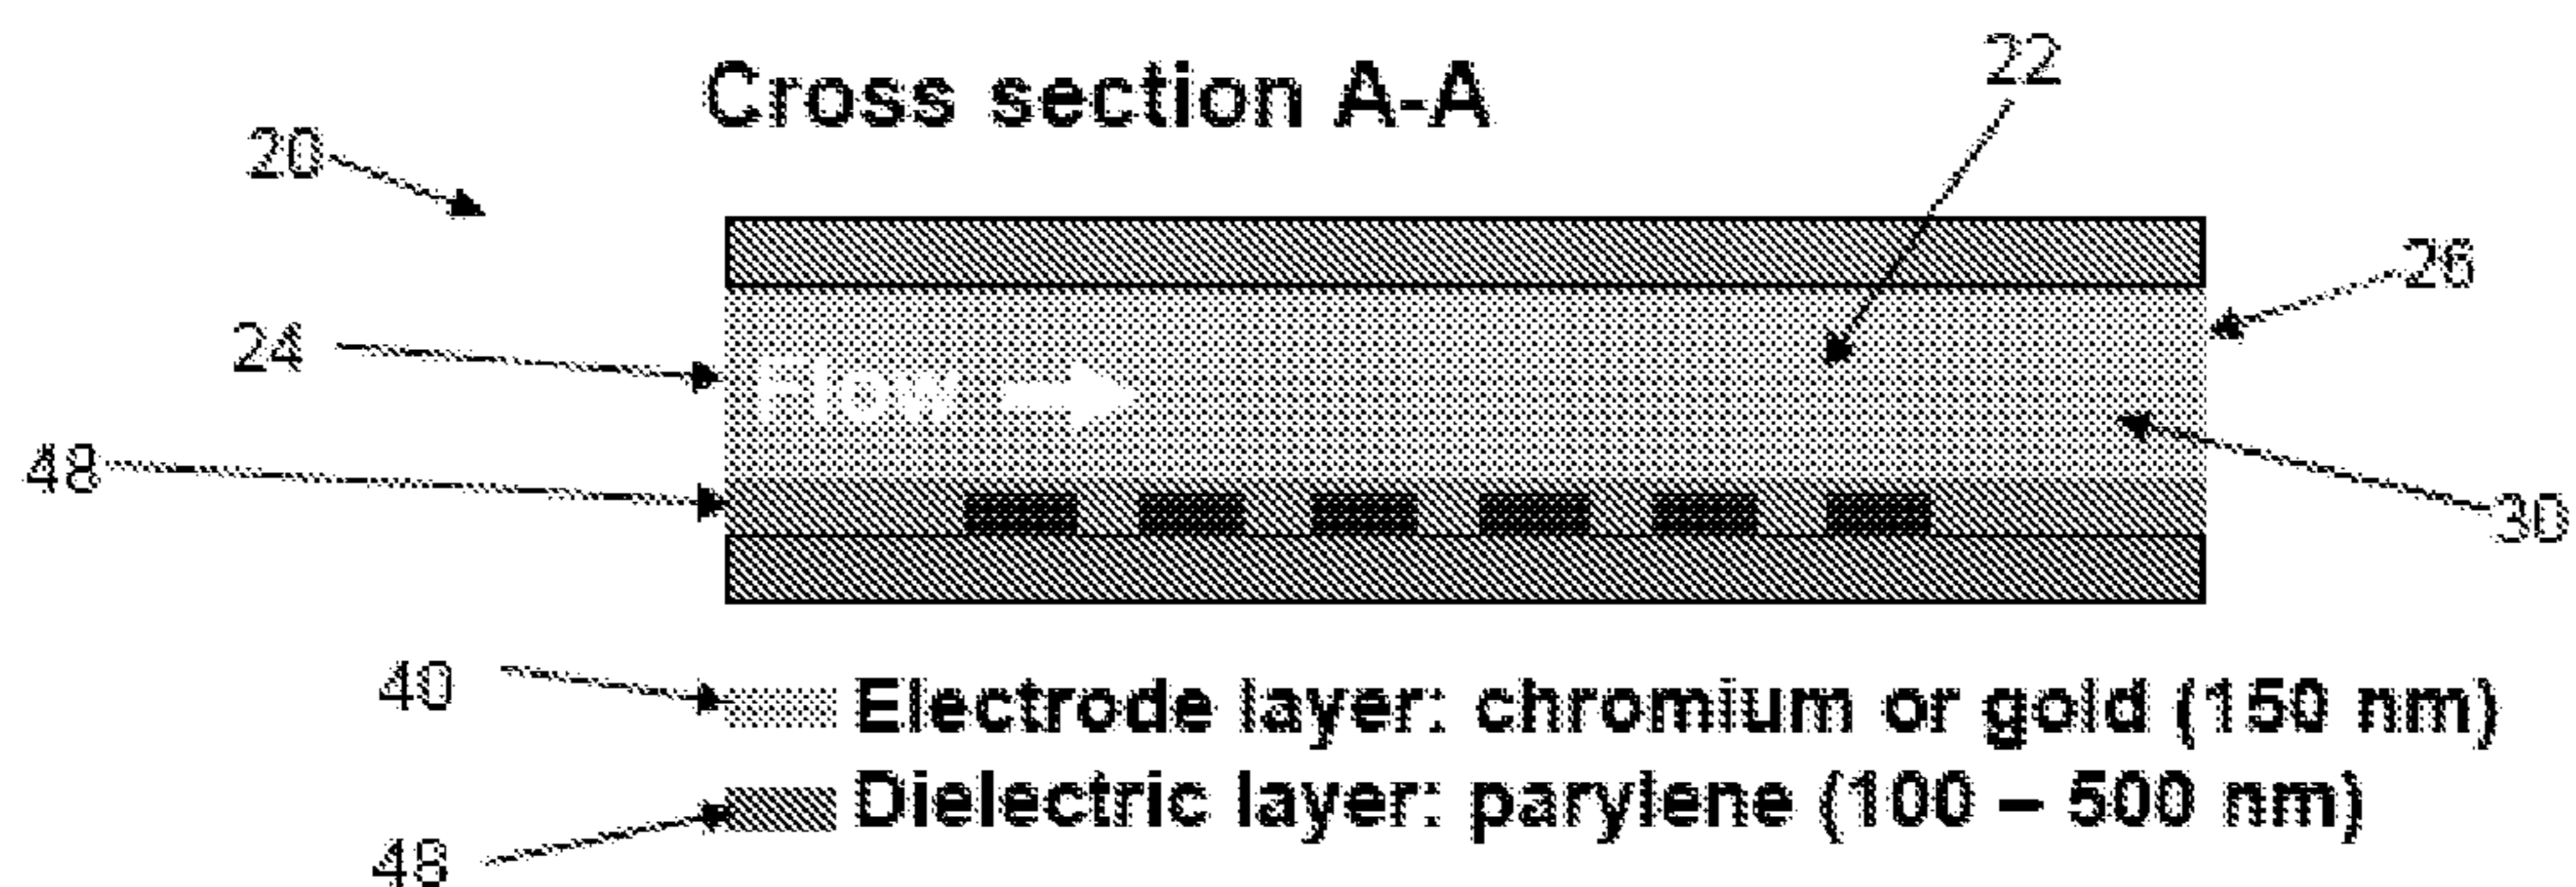 Cross section A-A
22
20
26
24
Flow
48
30
40
Electrode layer: chromium or gold (150 nm)
Dielectric layer: parylene (100 – 500 nm)
48